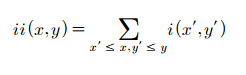 ii(x,y) = ∑ i(x′,y′)
x′ ≤ x,y′ ≤ y